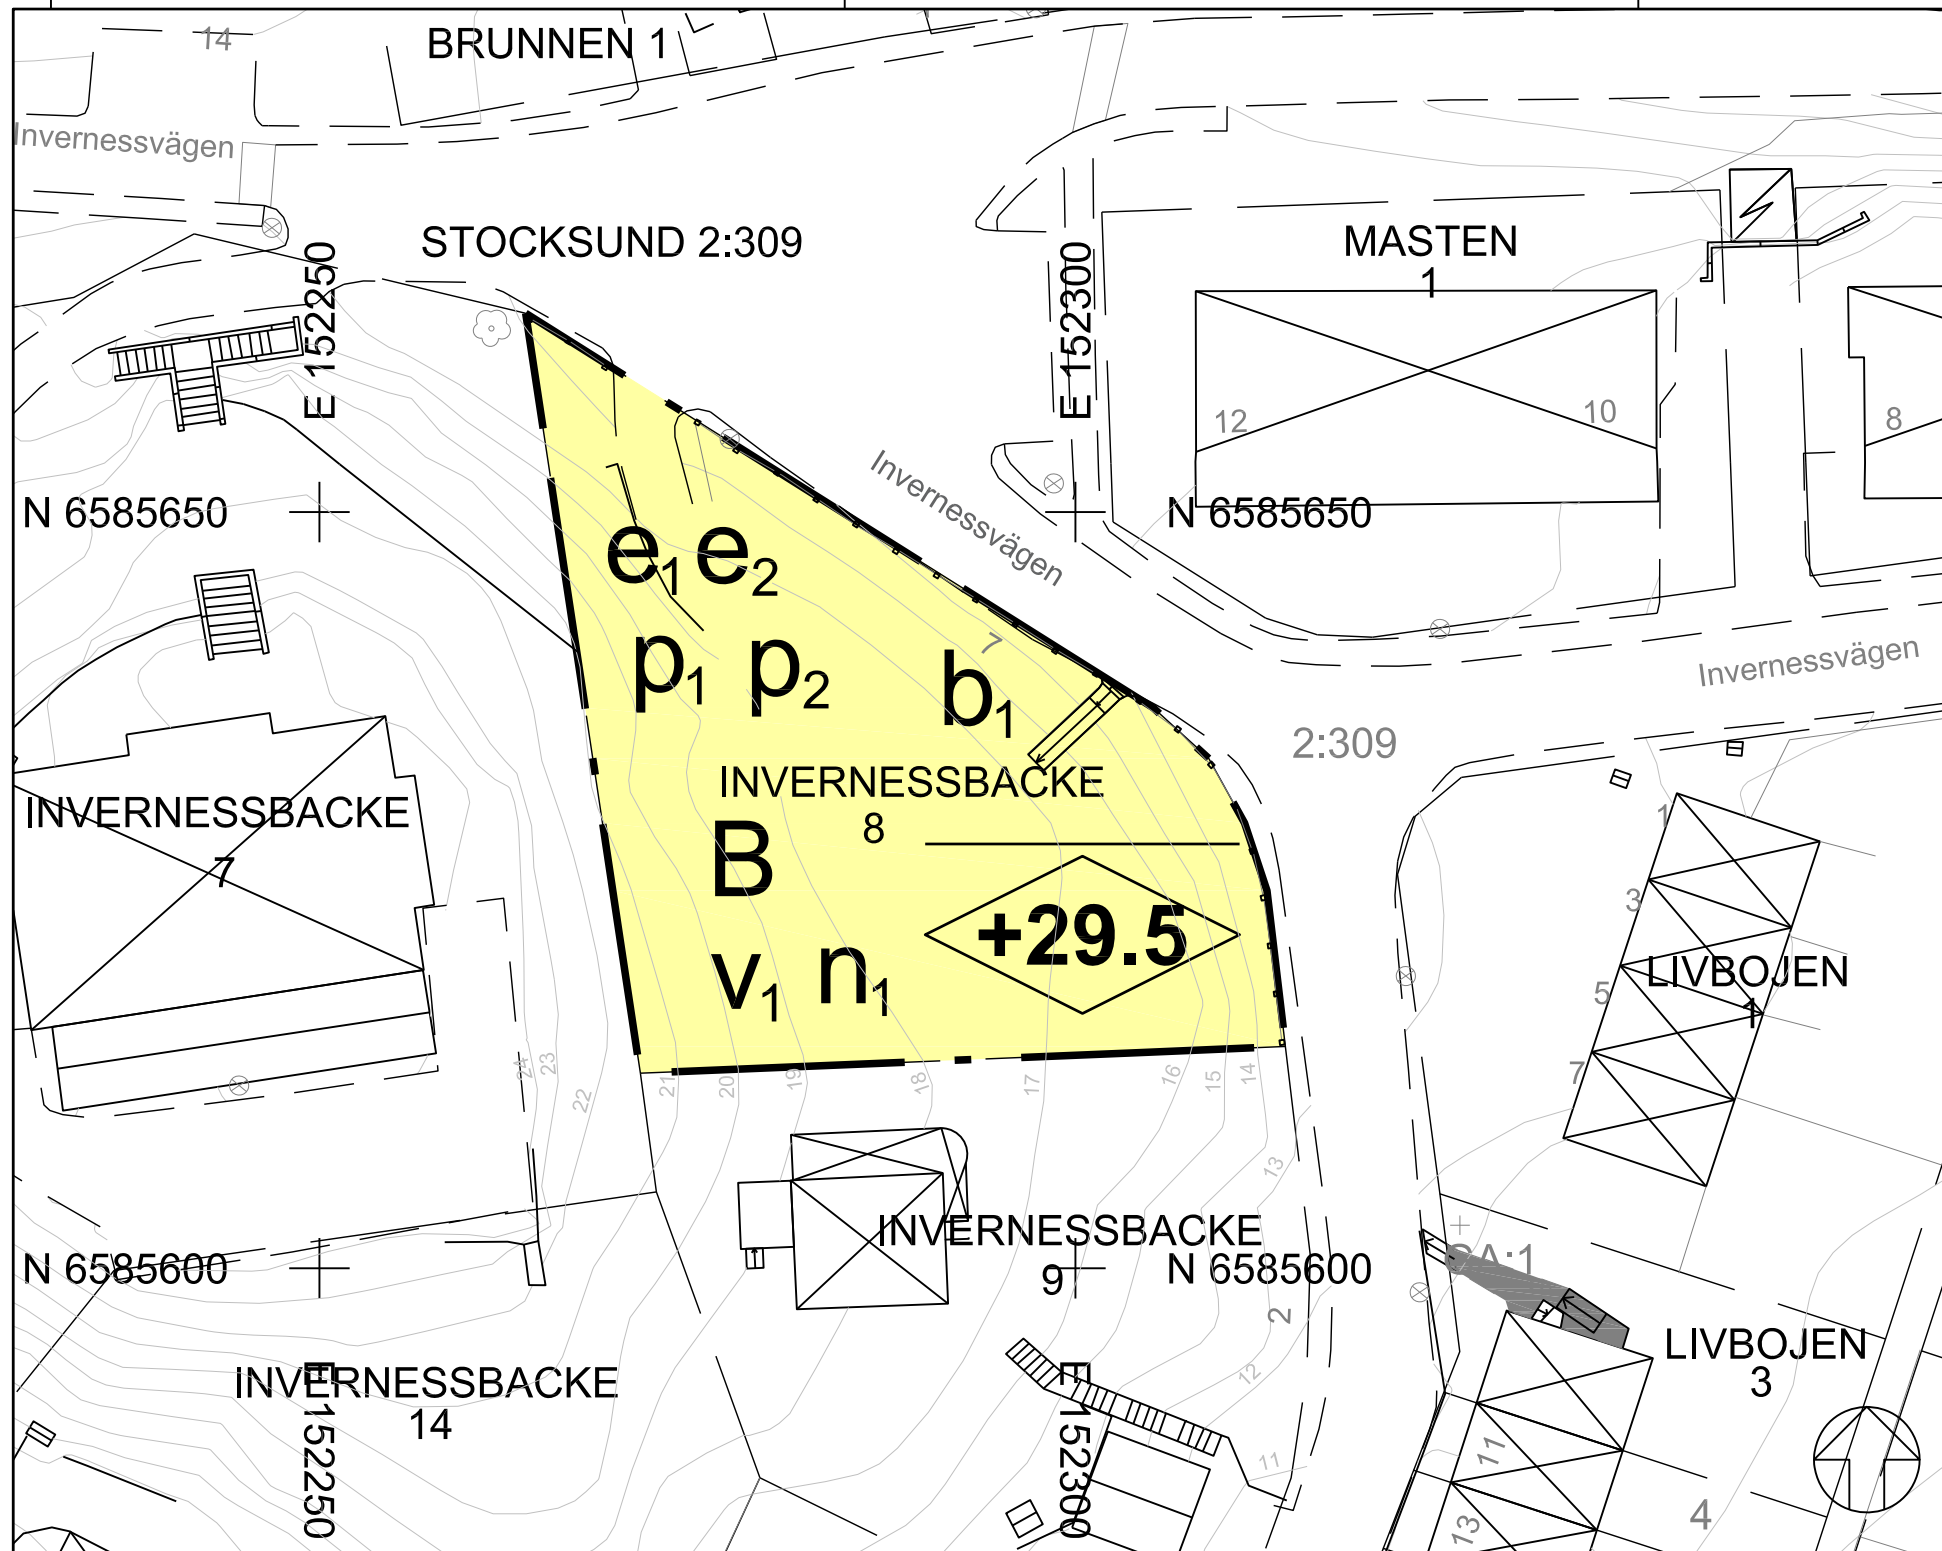 14
BRUNNEN 1
Invernessvägen
STOCKSUND 2:309
E 152250
E 152300
MASTEN
1
12
10
8
N 6585650
N 6585650
Invernessvägen
e1 e2
7
p1 p2
b1
Invernessvägen
2:309
INVERNESSBACKE
8
INVERNESSBACKE
7
B
+29.5
v1 n1
1
3
5
7
LIVBOJEN
1
24
23
22
21
20
19
18
17
16
15
14
13
INVERNESSBACKE
9
N 6585600
N 6585600
GA:1
2
12
LIVBOJEN
3
INVERNESSBACKE
14
E 152250
E 152300
11
11
13
4